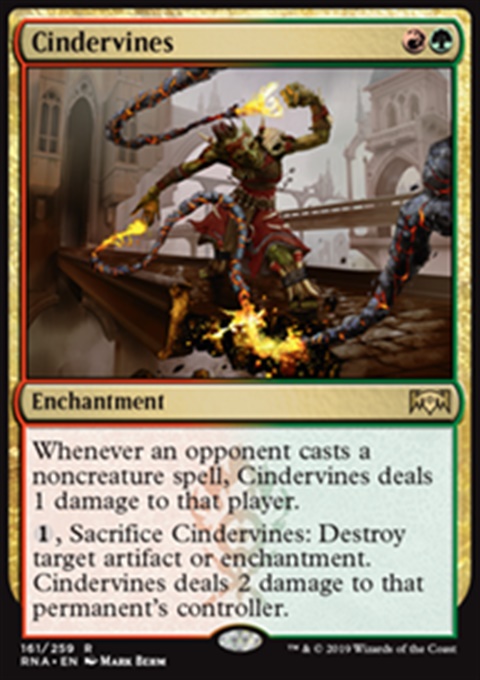 Cindervines
Enchantment
Whenever an opponent casts a
noncreature spell, Cindervines deals
1 damage to that player.
1, Sacrifice Cindervines: Destroy
target artifact or enchantment.
Cindervines deals 2 damage to that
permanent's controller.
161/259 R
RNA • EN Mark Behm
™ & © 2019 Wizards of the Coast